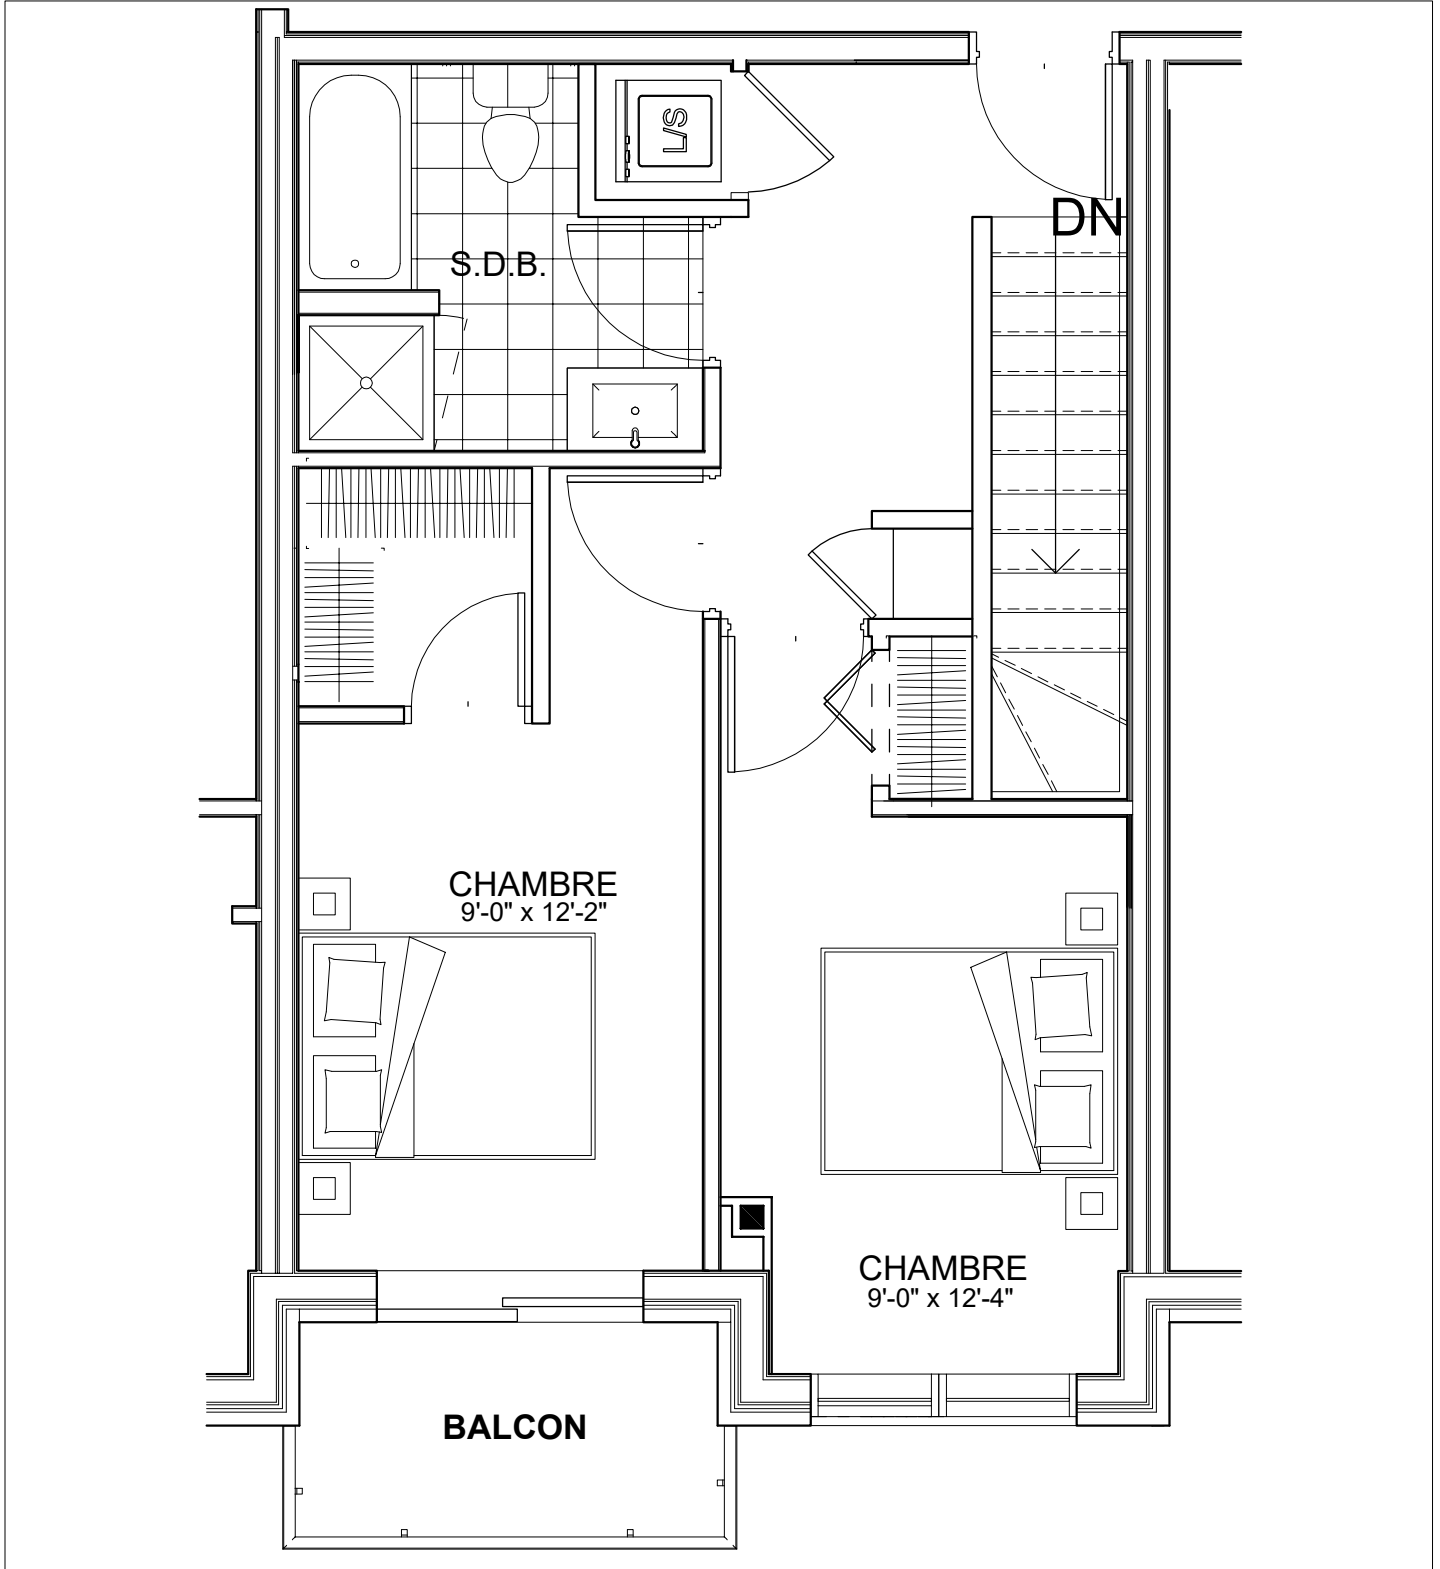 L/S
DN
S.D.B.
CHAMBRE
9'-0" x 12'-2"
CHAMBRE
9'-0" x 12'-4"
BALCON